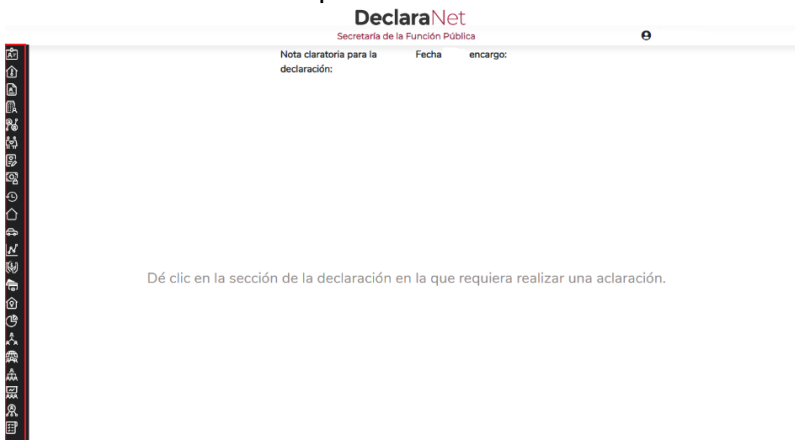 DeclaraNet
Secretaría de la Función Pública
Nota claratoria para la declaración:
Fecha encargo:
Dé clic en la sección de la declaración en la que requiera realizar una aclaración.